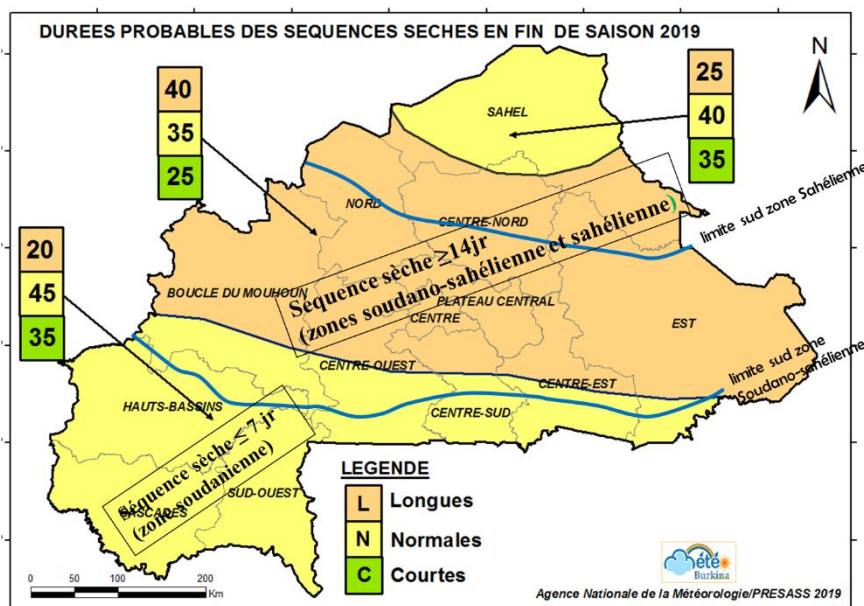 DUREES PROBABLES DES SEQUENCES SECHES EN FIN DE SAISON 2019
N
40
35
25
25
40
35
20
45
35
SAHEL
NORD
CENTRE-NORD
limite sud zone Sahélienne
Séquence sèche ≥14jr
(zones soudano-sahélienne et sahélienne)
BOUCLE DU MOUHOUN
PLATEAU CENTRAL
CENTRE
EST
CENTRE OUEST
CENTRE-EST
limite sud zone
Soudano-sahélienne
HAUTS-BASSINS
CENTRE-SUD
Séquence sèche ≤ 7 jr
(zone soudanienne)
SUD-OUEST
CASCADES
LEGENDE
L Longues
N Normales
C Courtes
0 50 100 200
Km
Météo
Burkina
Agence Nationale de la Météorologie/PRESASS 2019